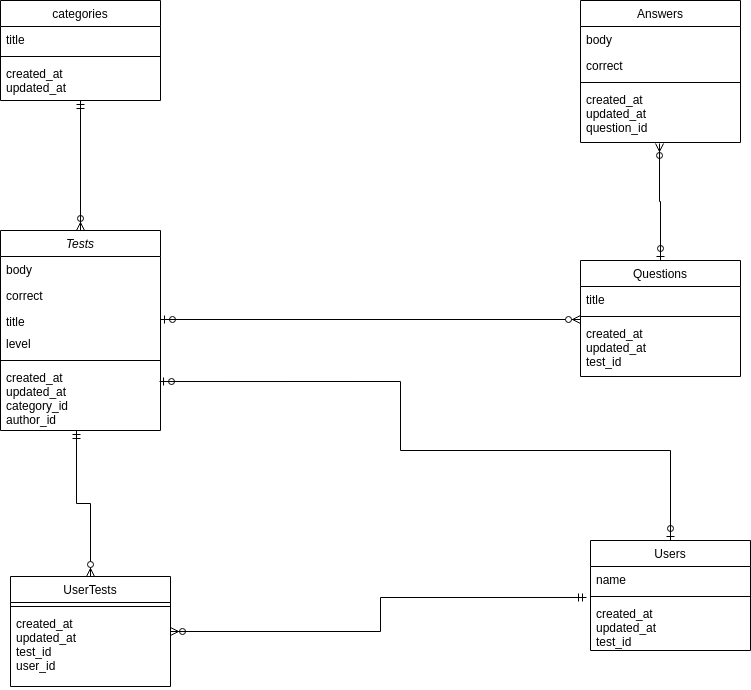 categories
title
created_at
updated_at
Answers
body
correct
created_at
updated_at
question_id
Tests
body
correct
title
level
created_at
updated_at
category_id
author_id
Questions
title
created_at
updated_at
test_id
UserTests
created_at
updated_at
test_id
user_id
Users
name
created_at
updated_at
test_id